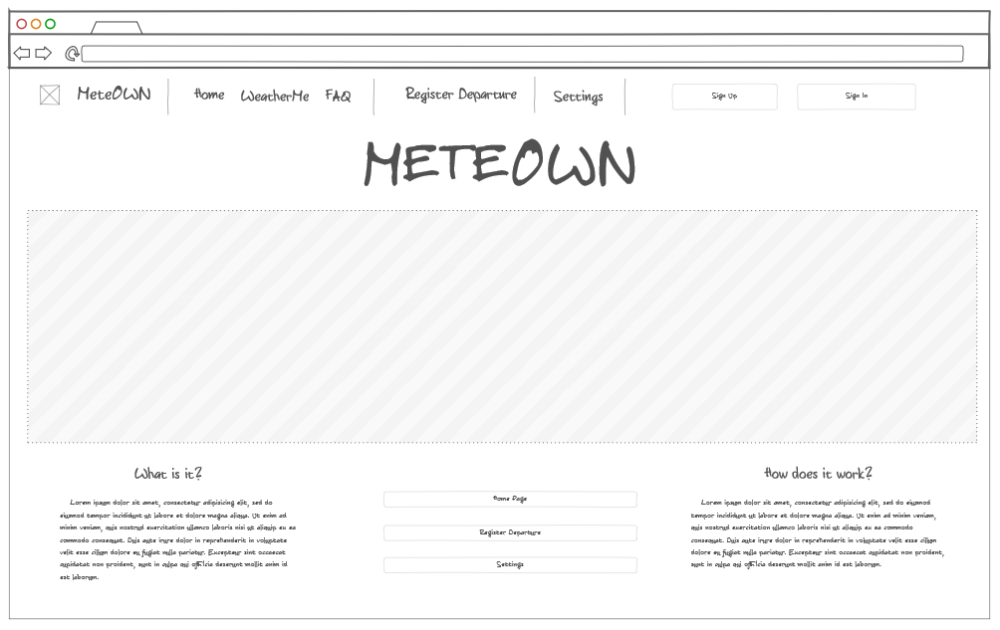 MeteOWN
Home
WeatherMe
FAQ
Register Departure
Settings
Sign Up
Sign In
METEOWN
What is it?
Lorem ipsum dolor sit amet, consectetur adipisicing elit, sed do
eiusmod tempor incididunt ut labore et dolore magna aliqua. Ut enim ad
minim veniam, quis nostrud exercitation ullamco laboris nisi ut aliquip ex ea
commodo consequat. Duis aute irure dolor in reprehenderit in voluptate
velit esse cillum dolore eu fugiat nulla pariatur. Excepteur sint occaecat
cupidatat non proident, sunt in culpa qui officia deserunt mollit anim id
est laborum.
Home Page
Register Departure
Settings
How does it work?
Lorem ipsum dolor sit amet, consectetur adipisicing elit, sed do eiusmod
tempor incididunt ut labore et dolore magna aliqua. Ut enim ad minim veniam,
quis nostrud exercitation ullamco laboris nisi ut aliquip ex ea commodo
consequat. Duis aute irure dolor in reprehenderit in voluptate velit esse cillum
dolore eu fugiat nulla pariatur. Excepteur sint occaecat cupidatat non proident,
sunt in culpa qui officia deserunt mollit anim id est laborum.